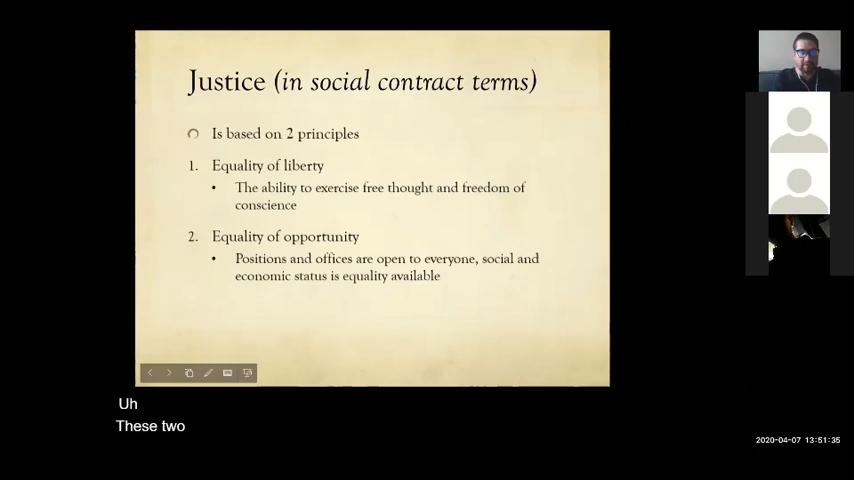 Justice (in social contract terms)
Is based on 2 principles
1. Equality of liberty
• The ability to exercise free thought and freedom of
conscience
2. Equality of opportunity
• Positions and offices are open to everyone, social and
economic status is equality available
Uh
These two
2020-04-07 13:51:35